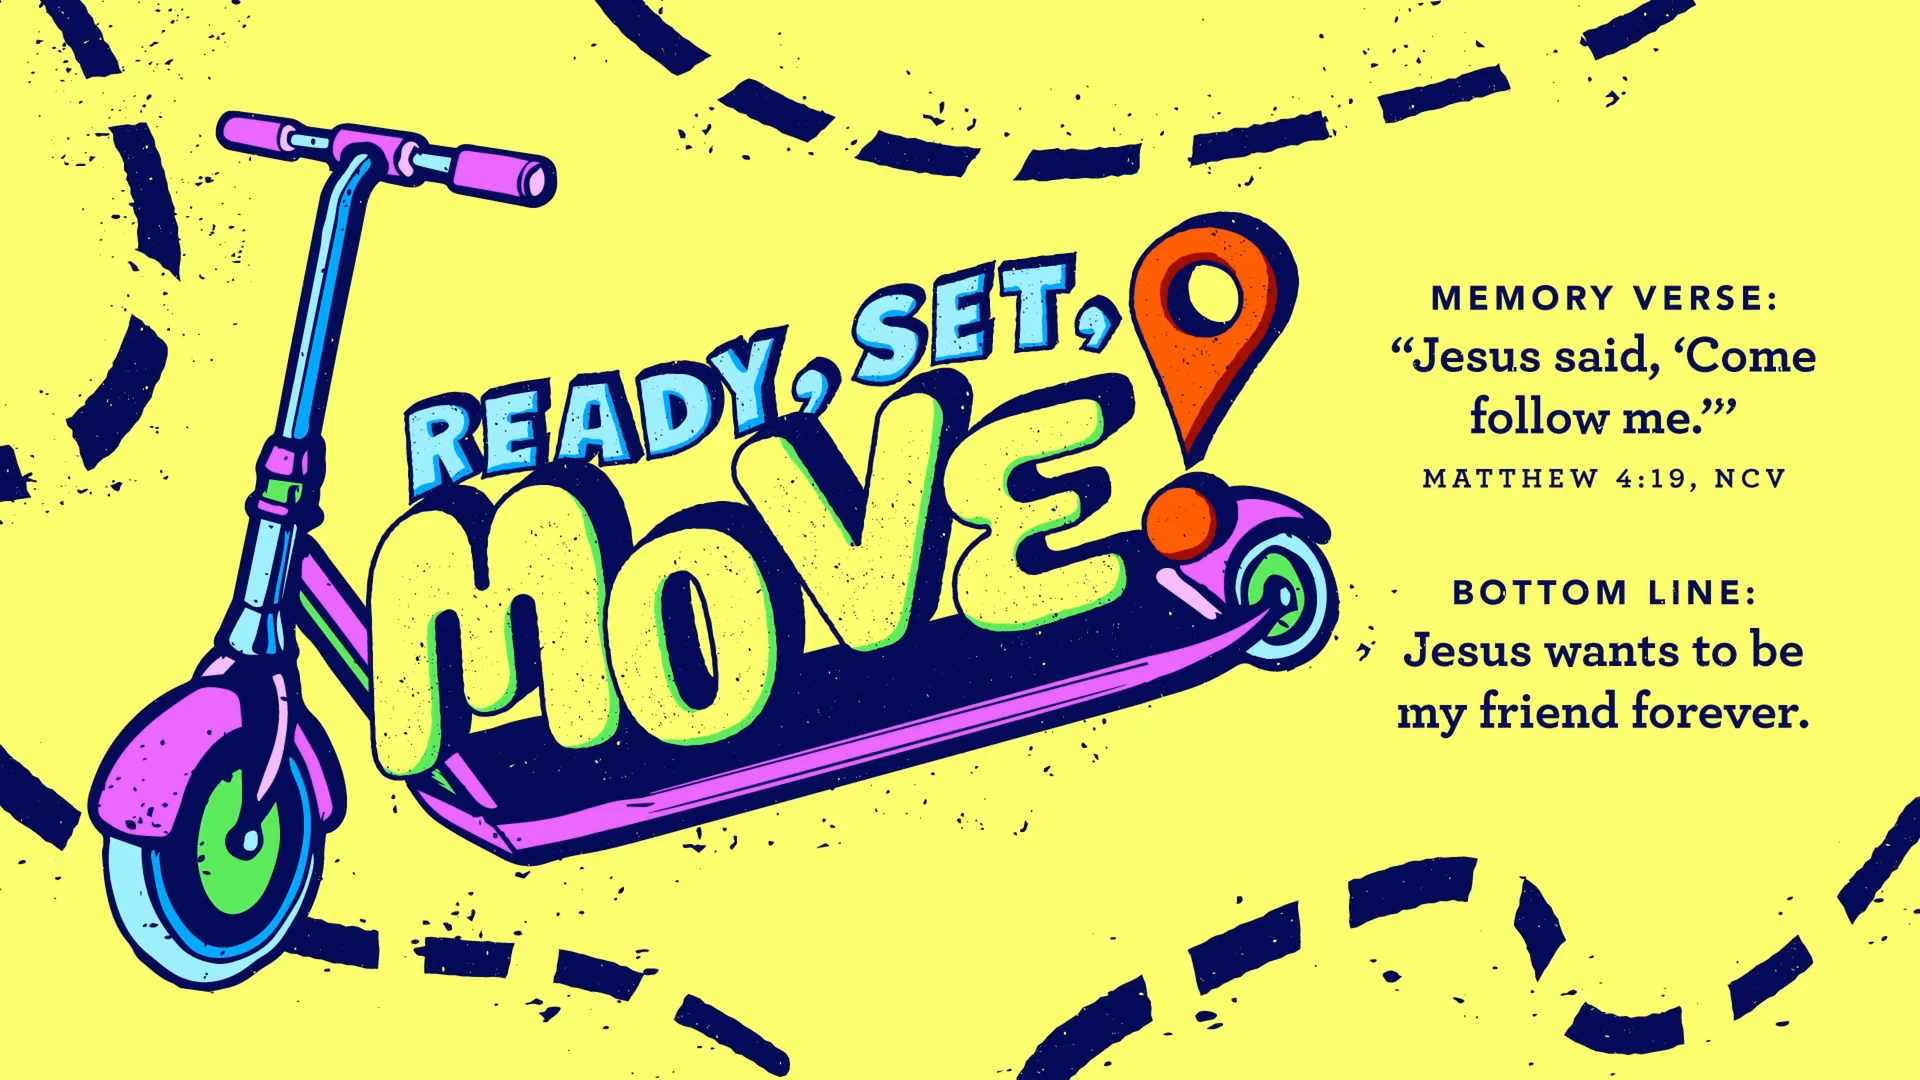 READY, SET,
MOVE!
MEMORY VERSE:
“Jesus said, ‘Come
follow me.’”
MATTHEW 4:19, NCV
BOTTOM LINE:
Jesus wants to be
my friend forever.